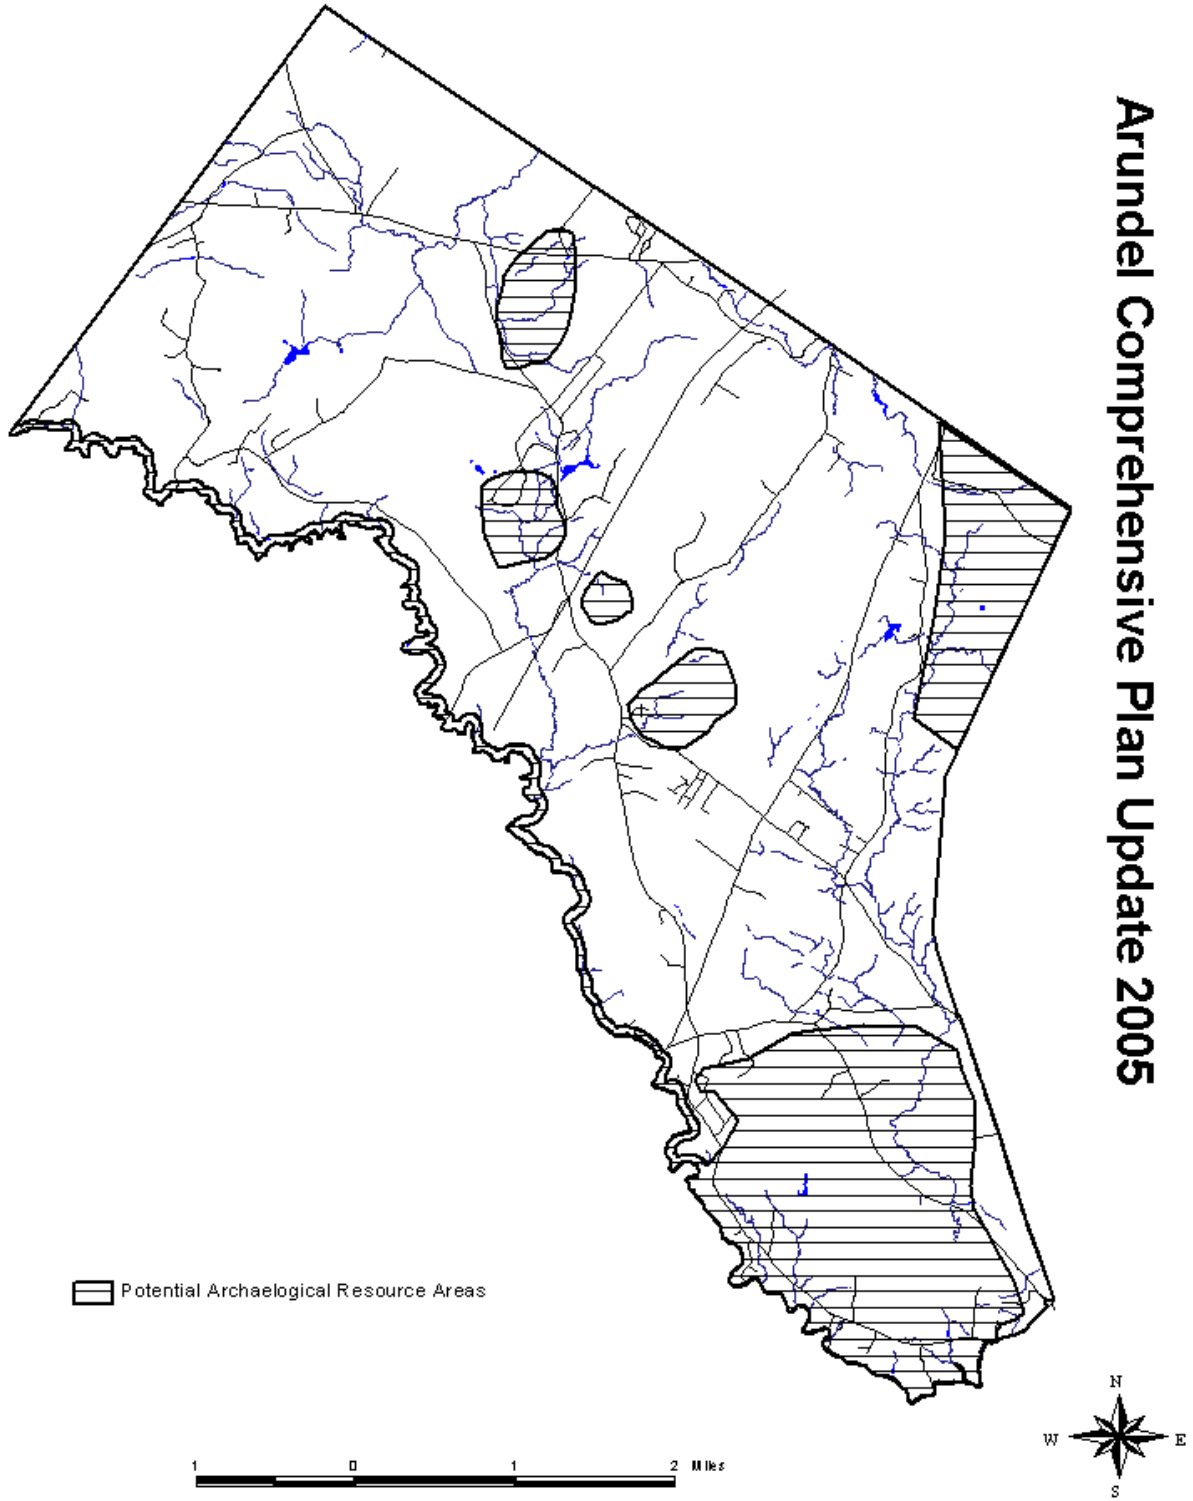 Arundel Comprehensive Plan Update 2005
Potential Archaelogical Resource Areas
N
W E
S
1 0 1 2 Miles